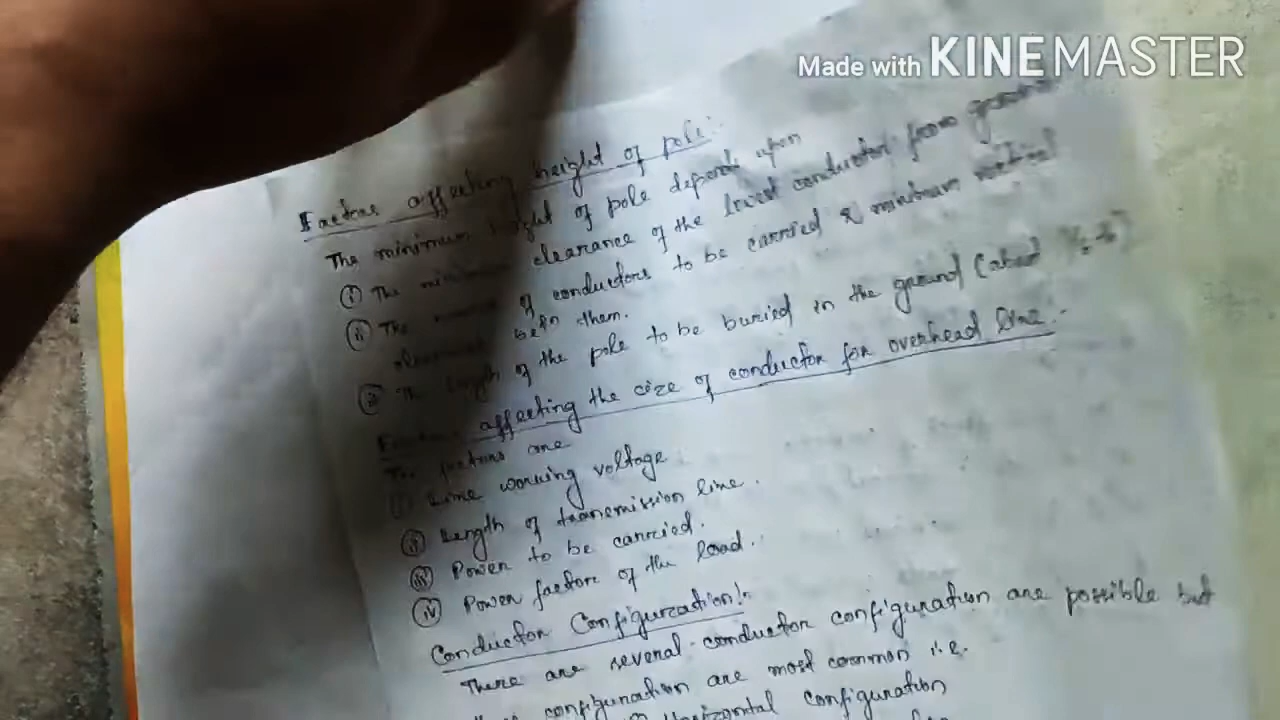 Made with KINEMASTER
Factors affecting height of pole:
The minimum height of pole depends upon
(i) The minimum clearance of the lowest conductor from ground
(ii) The number of conductors to be carried & minimum vertical
clearance betn them.
(iii) The length of the pole to be buried in the ground (about
Factors affecting the size of conductor for overhead line:-
The factors are
(i) Line working voltage
(ii) Length of transmission line.
(iii) Power to be carried.
(iv) Power factor of the load.
Conductor Configuration:-
There are several conductor configuration are possible but
configuration are most common i.e.
Horizontal configuration